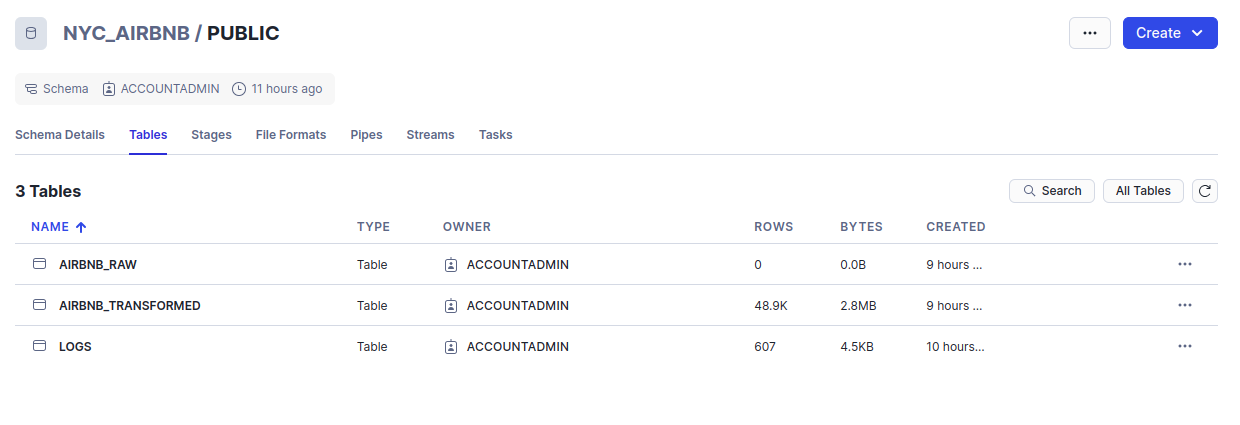 NYC_AIRBNB / PUBLIC
... Create
Schema ACCOUNTADMIN 11 hours ago
Schema Details Tables Stages File Formats Pipes Streams Tasks
3 Tables Search All Tables
NAME TYPE OWNER ROWS BYTES CREATED
AIRBNB_RAW Table ACCOUNTADMIN 0 0.0B 9 hours ... ...
AIRBNB_TRANSFORMED Table ACCOUNTADMIN 48.9K 2.8MB 9 hours ... ...
LOGS Table ACCOUNTADMIN 607 4.5KB 10 hours... ...